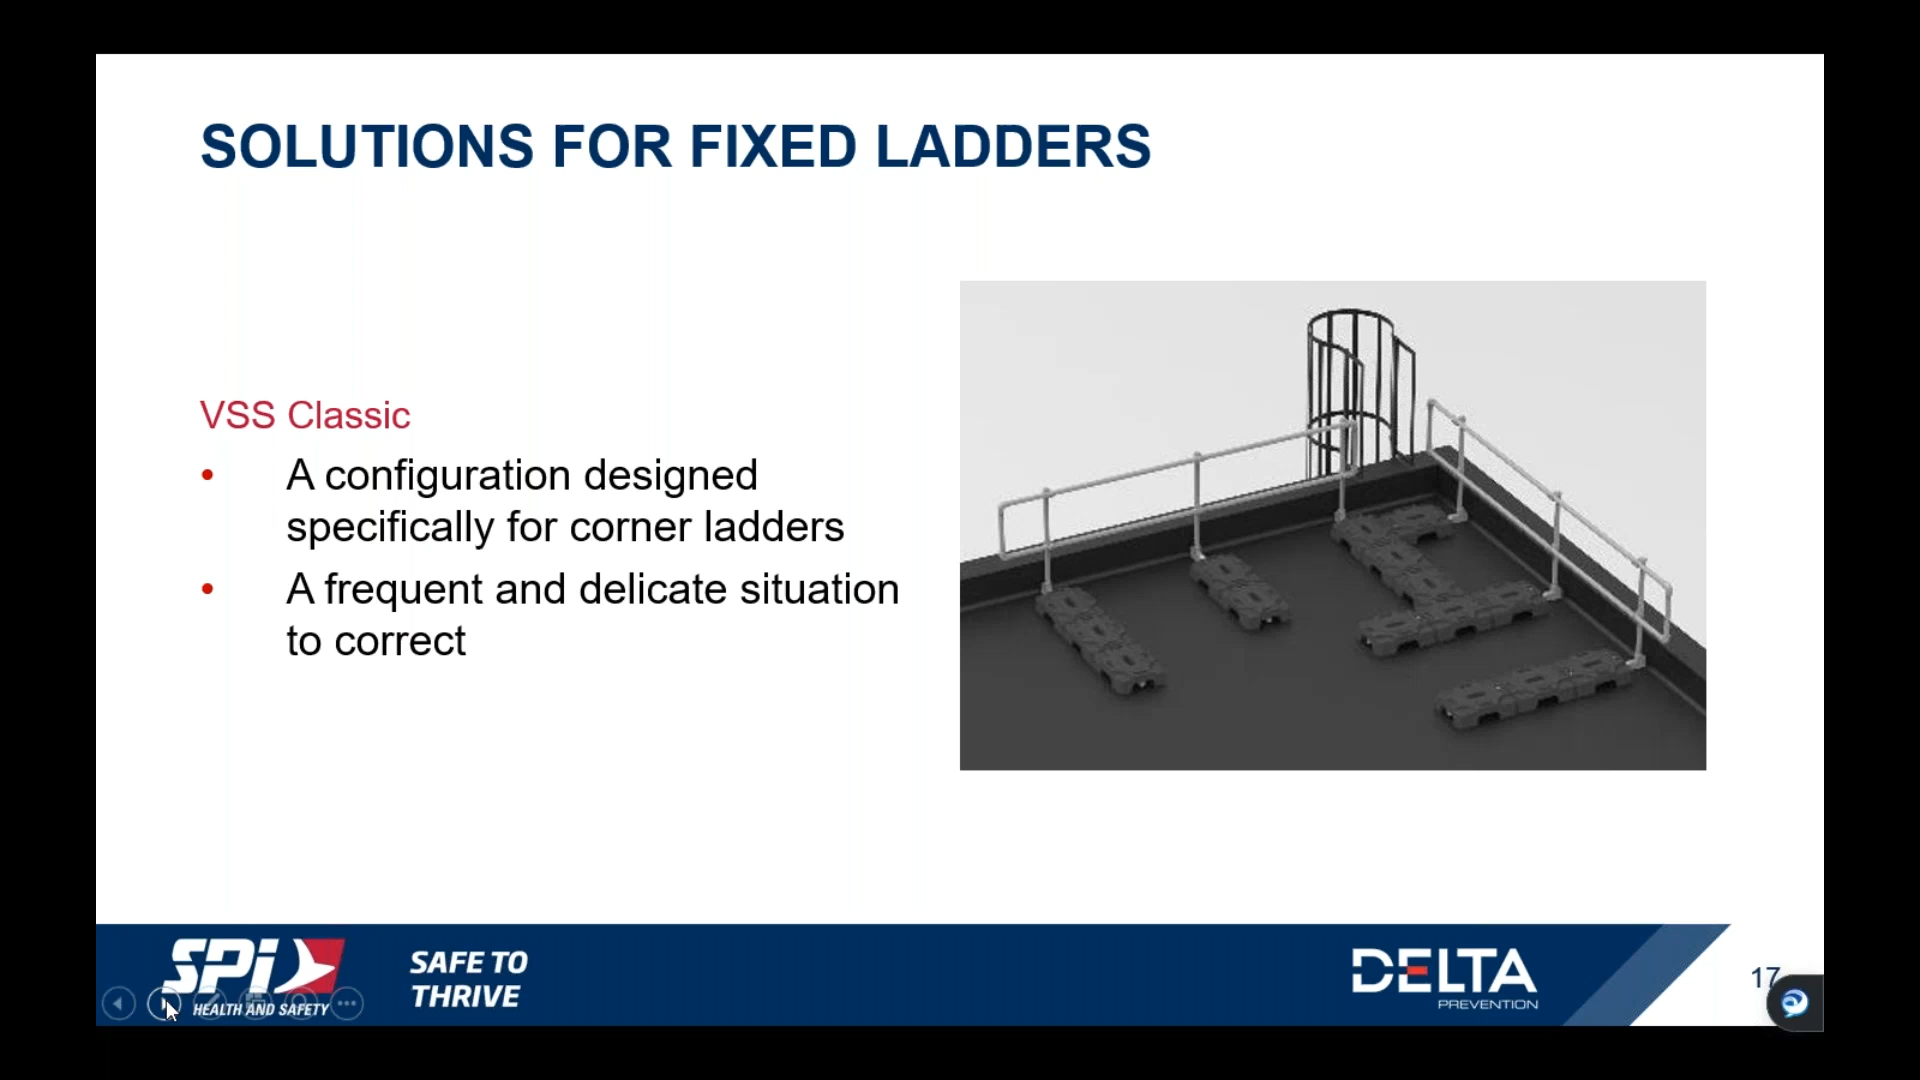 SOLUTIONS FOR FIXED LADDERS
VSS Classic
• A configuration designed
specifically for corner ladders
• A frequent and delicate situation
to correct
SPI
HEALTH AND SAFETY
SAFE TO
THRIVE
DELTA
PREVENTION
17